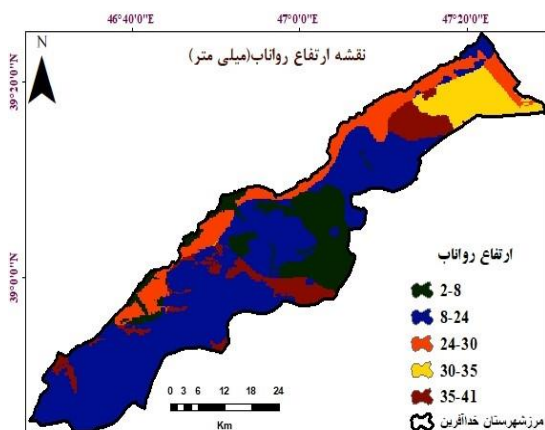 46°40'0"E 47°0'0"E 47°20'0"E
نقشه ارتفاع رواناب(میلی متر)
N
39°20'0"N
39°0'0"N
ارتفاع رواناب
2-8
8-24
24-30
30-35
35-41
مرزشهرستان خداآفرین
0 3 6 12 18 24
Km